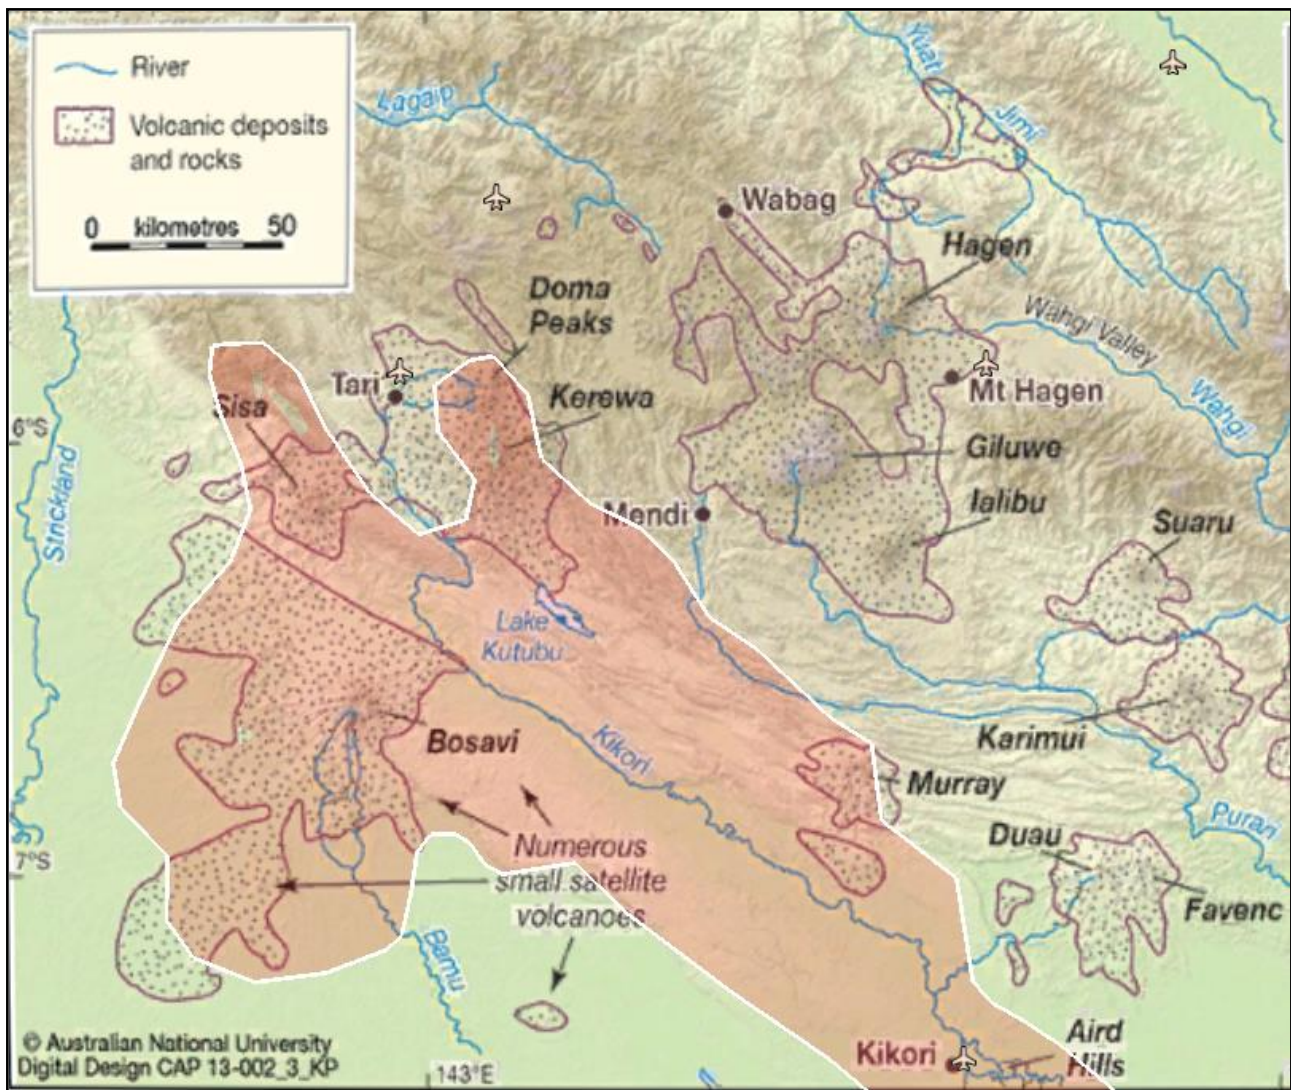 River
Volcanic deposits
and rocks
0 kilometres 50
Lagaip
Yuat
Jimi
Wabag
Hagen
Doma
Peaks
Wahgi Valley
Tari
Kerewa
Mt Hagen
Sisa
Wahgi
6°S
Giluwe
Strickland
Mendi
Ialibu
Suaru
Lake
Kutubu
Bosavi
Kikori
Karimui
Murray
Purari
Duau
7°S
Numerous
small satellite
volcanoes
Favenc
Bamu
© Australian National University
Digital Design CAP 13-002_3_KP
143°E
Kikori
Aird
Hills